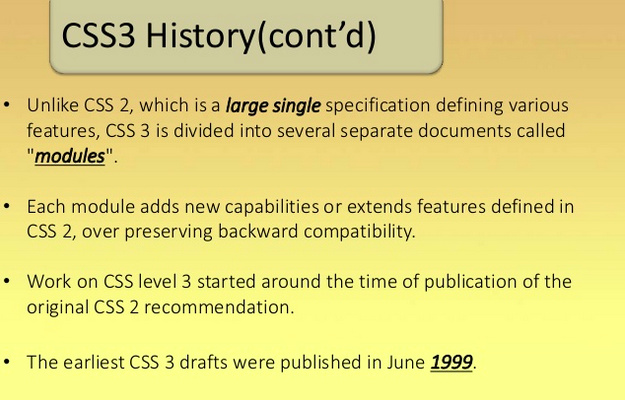 CSS3 History(cont’d)
• Unlike CSS 2, which is a large single specification defining various
features, CSS 3 is divided into several separate documents called
"modules".
• Each module adds new capabilities or extends features defined in
CSS 2, over preserving backward compatibility.
• Work on CSS level 3 started around the time of publication of the
original CSS 2 recommendation.
• The earliest CSS 3 drafts were published in June 1999.